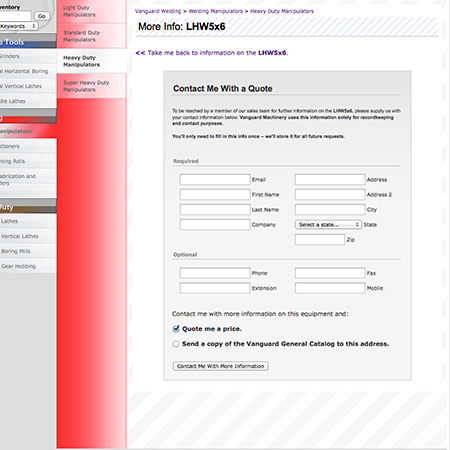 ventory
Go
Keywords
e Tools
Grinders
al Horizontal Boring
al Vertical Lathes
dle Lathes
anipulators
itioners
ning Rolls
abrication and
ders
Duty
Lathes
Vertical Lathes
Boring Mills
Gear Hobbing
Light Duty
Manipulators
Standard Duty
Manipulators
Heavy Duty
Manipulators
Super Heavy Duty
Manipulators
Vanguard Welding > Welding Manipulators > Heavy Duty Manipulators
More Info: LHW5x6
<< Take me back to information on the LHW5x6.
Contact Me With a Quote
To be reached by a member of our sales team for further information on the LHW5x6, please supply us with
your contact information below. Vanguard Machinery uses this information solely for recordkeeping
and contact purposes.
You'll only need to fill in this info once – we'll store it for all future requests.
Required
Email Address
First Name Address 2
Last Name City
Company Select a state... State
Zip
Optional
Phone Fax
Extension Mobile
Contact me with more information on this equipment and:
Quote me a price.
Send a copy of the Vanguard General Catalog to this address.
Contact Me With More Information